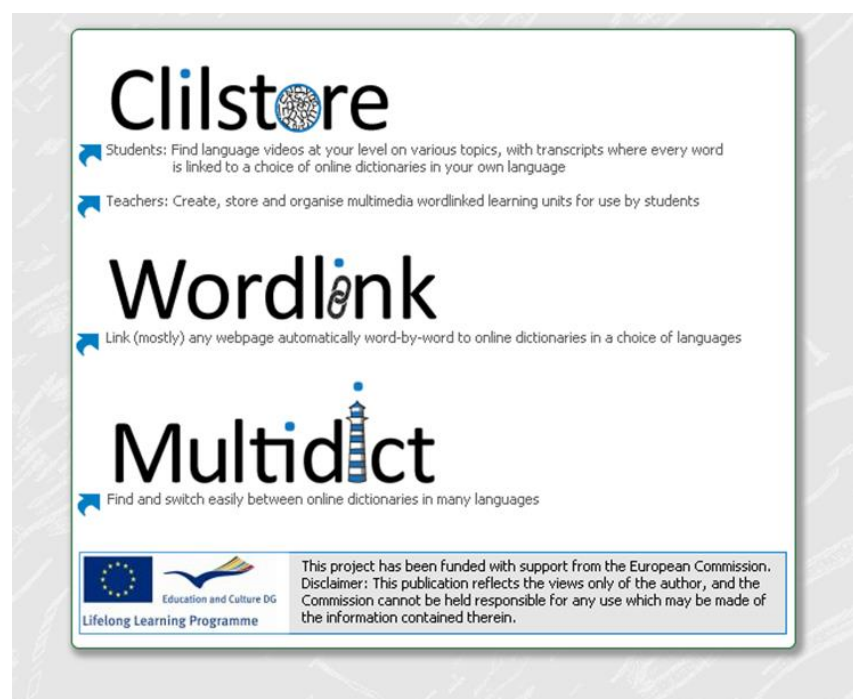 Clilstore
Students: Find language videos at your level on various topics, with transcripts where every word
is linked to a choice of online dictionaries in your own language
Teachers: Create, store and organise multimedia wordlinked learning units for use by students
Wordlink
Link (mostly) any webpage automatically word-by-word to online dictionaries in a choice of languages
Multidict
Find and switch easily between online dictionaries in many languages
Education and Culture DG
Lifelong Learning Programme
This project has been funded with support from the European Commission.
Disclaimer: This publication reflects the views only of the author, and the
Commission cannot be held responsible for any use which may be made of
the information contained therein.